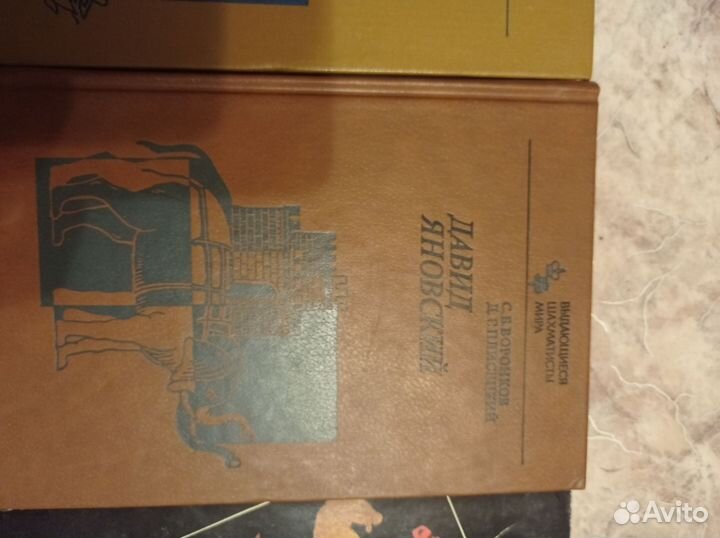 ВЫДАЮЩИЕСЯ
ШАХМАТИСТЫ
МИРА
С.Б.ВОРОНКОВ
Д.Г.ПЛИСЕЦКИЙ
ДАВИД
ЯНОВСКИЙ
Avito